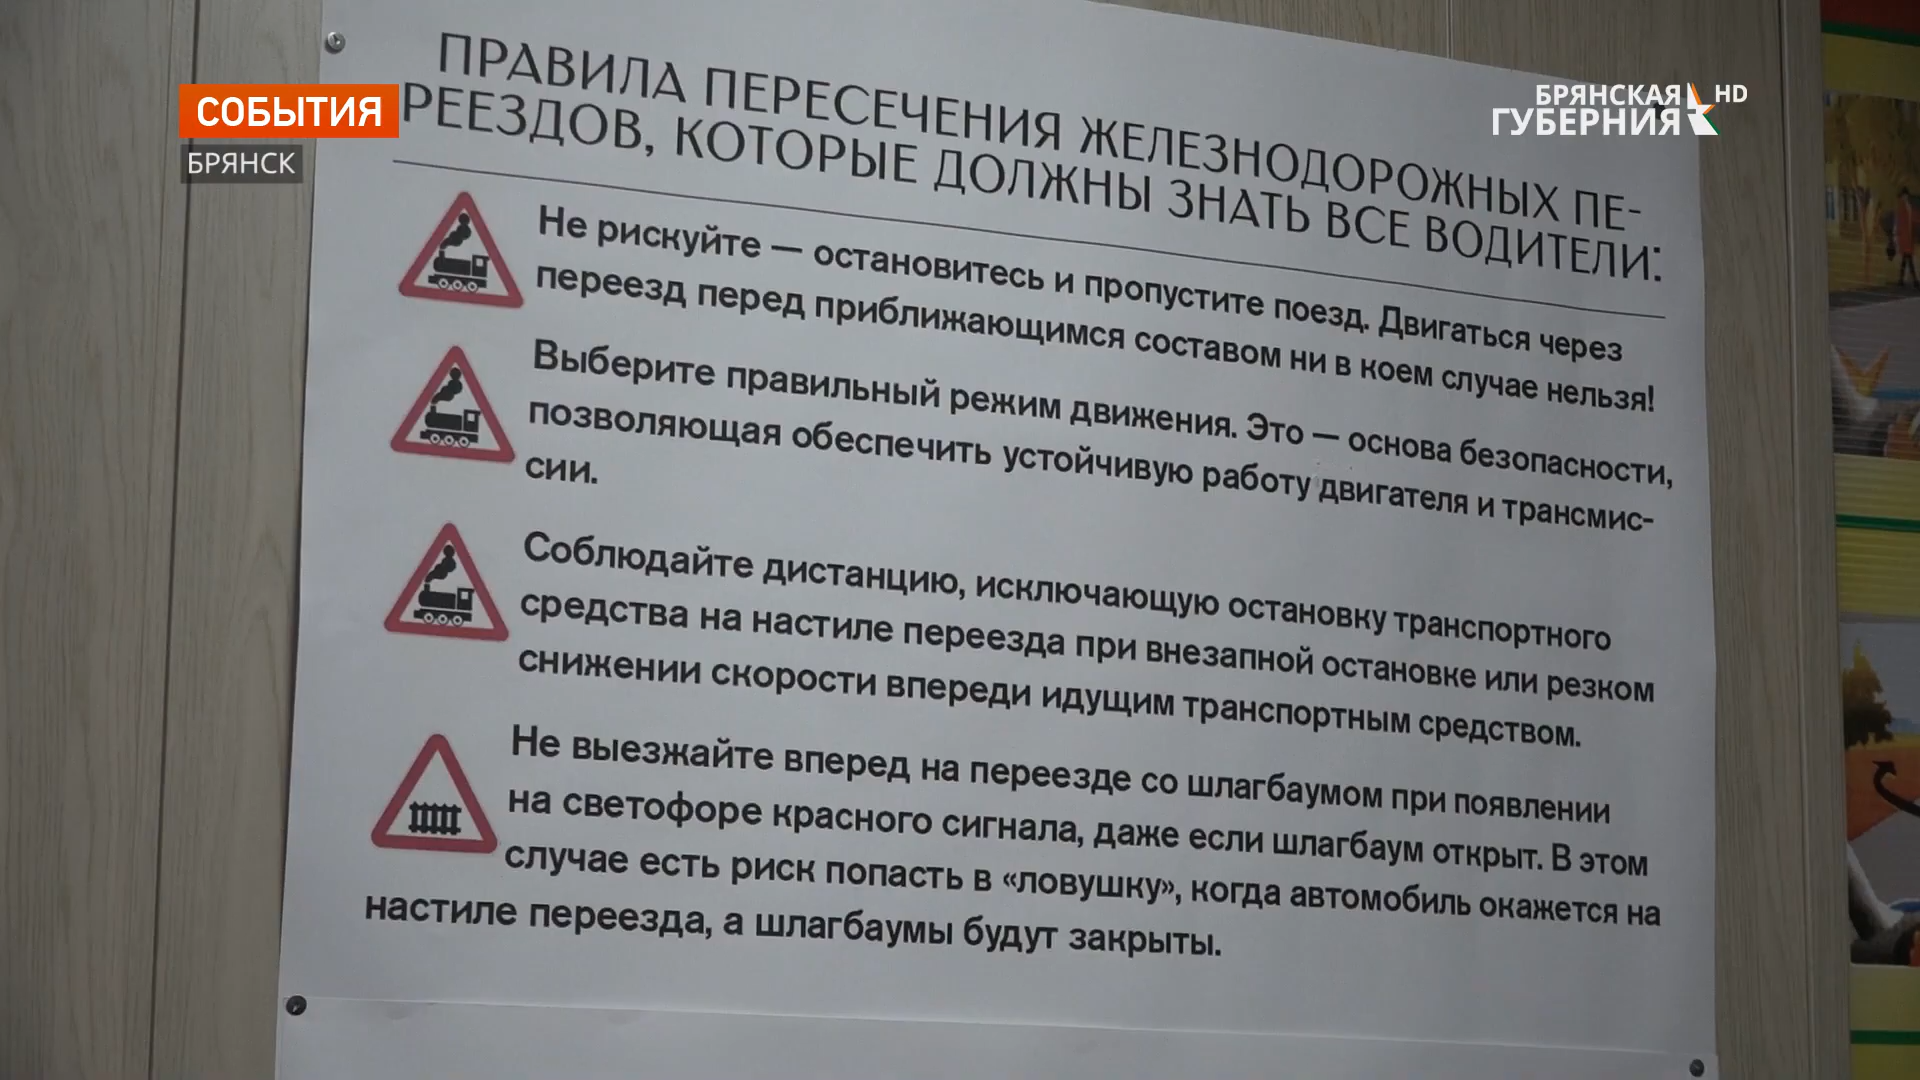 ПРАВИЛА ПЕРЕСЕЧЕНИЯ ЖЕЛЕЗНОДОРОЖНЫХ ПЕ-
РЕЕЗДОВ, КОТОРЫЕ ДОЛЖНЫ ЗНАТЬ ВСЕ ВОДИТЕЛИ:
СОБЫТИЯ
БРЯНСК
БРЯНСКАЯ HD
ГУБЕРНИЯ
Не рискуйте — остановитесь и пропустите поезд. Двигаться через
переезд перед приближающимся составом ни в коем случае нельзя!
Выберите правильный режим движения. Это — основа безопасности,
позволяющая обеспечить устойчивую работу двигателя и трансмис-
сии.
Соблюдайте дистанцию, исключающую остановку транспортного
средства на настиле переезда при внезапной остановке или резком
снижении скорости впереди идущим транспортным средством.
Не выезжайте вперед на переезде со шлагбаумом при появлении
на светофоре красного сигнала, даже если шлагбаум открыт. В этом
случае есть риск попасть в «ловушку», когда автомобиль окажется на
настиле переезда, а шлагбаумы будут закрыты.